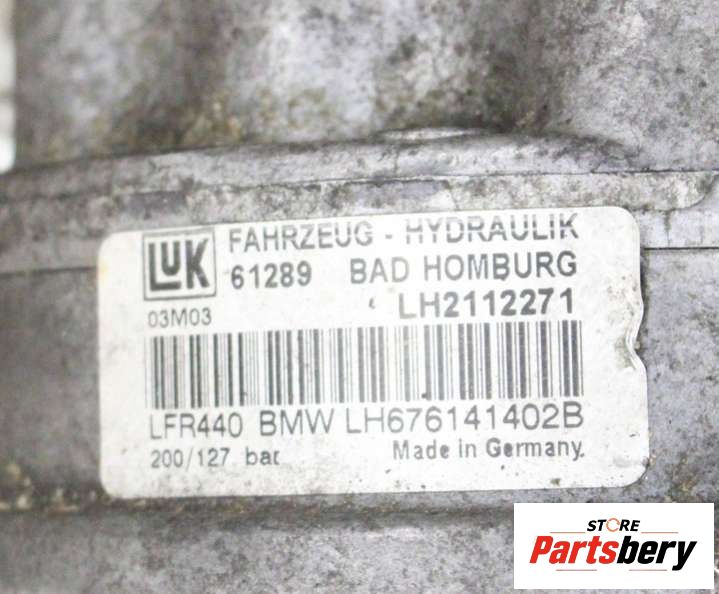 LUK FAHRZEUG - HYDRAULIK
61289 BAD HOMBURG
03M03 LH2112271
LFR440 BMW LH676141402B
200/127 bar Made in Germany.
STORE
Partsbery